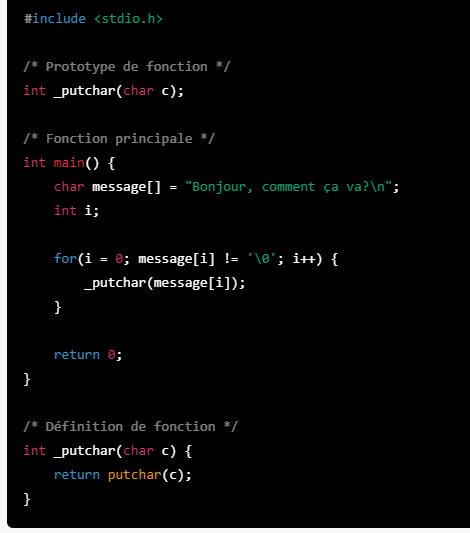 #include <stdio.h>

/* Prototype de fonction */
int _putchar(char c);

/* Fonction principale */
int main() {
    char message[] = "Bonjour, comment ça va?\n";
    int i;

    for(i = 0; message[i] != '\0'; i++) {
        _putchar(message[i]);
    }

    return 0;
}

/* Définition de fonction */
int _putchar(char c) {
    return putchar(c);
}